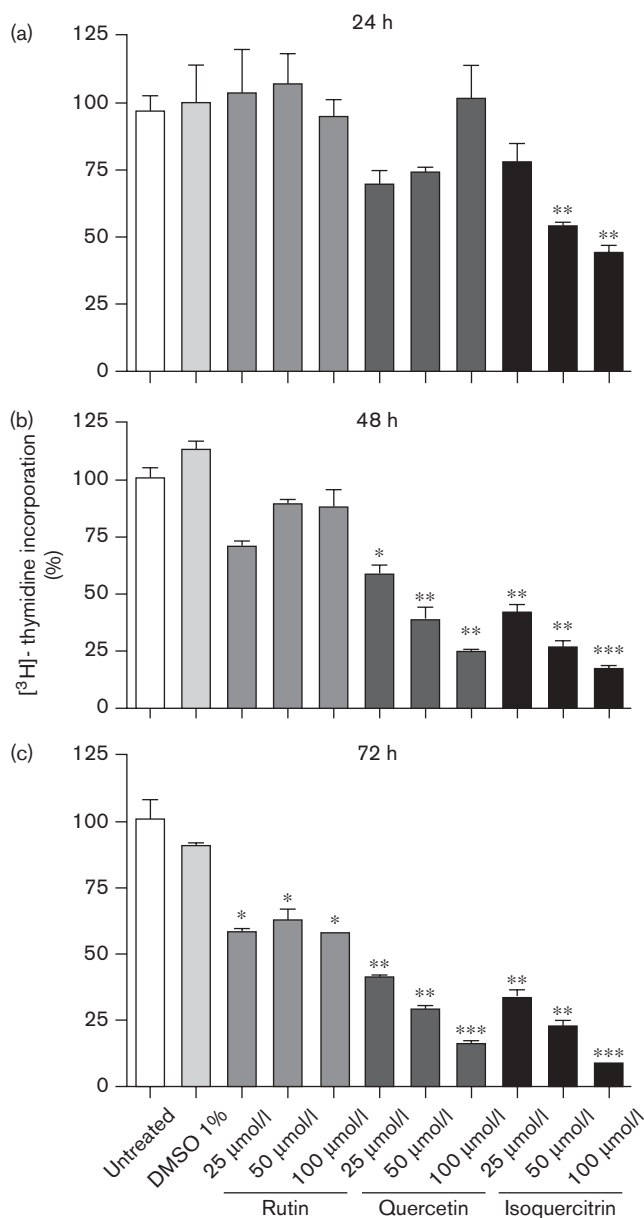 (a)
24 h
125
100
75
50
25
0
**
**
(b)
48 h
125
100
75
50
25
0
*
**
**
**
**
***
[³H]- thymidine incorporation
(%)
(c)
72 h
125
100
75
50
25
0
*
*
*
**
**
***
**
**
***
Untreated
DMSO 1%
25 µmol/l
50 µmol/l
100 µmol/l
25 µmol/l
50 µmol/l
100 µmol/l
25 µmol/l
50 µmol/l
100 µmol/l
Rutin
Quercetin
Isoquercitrin